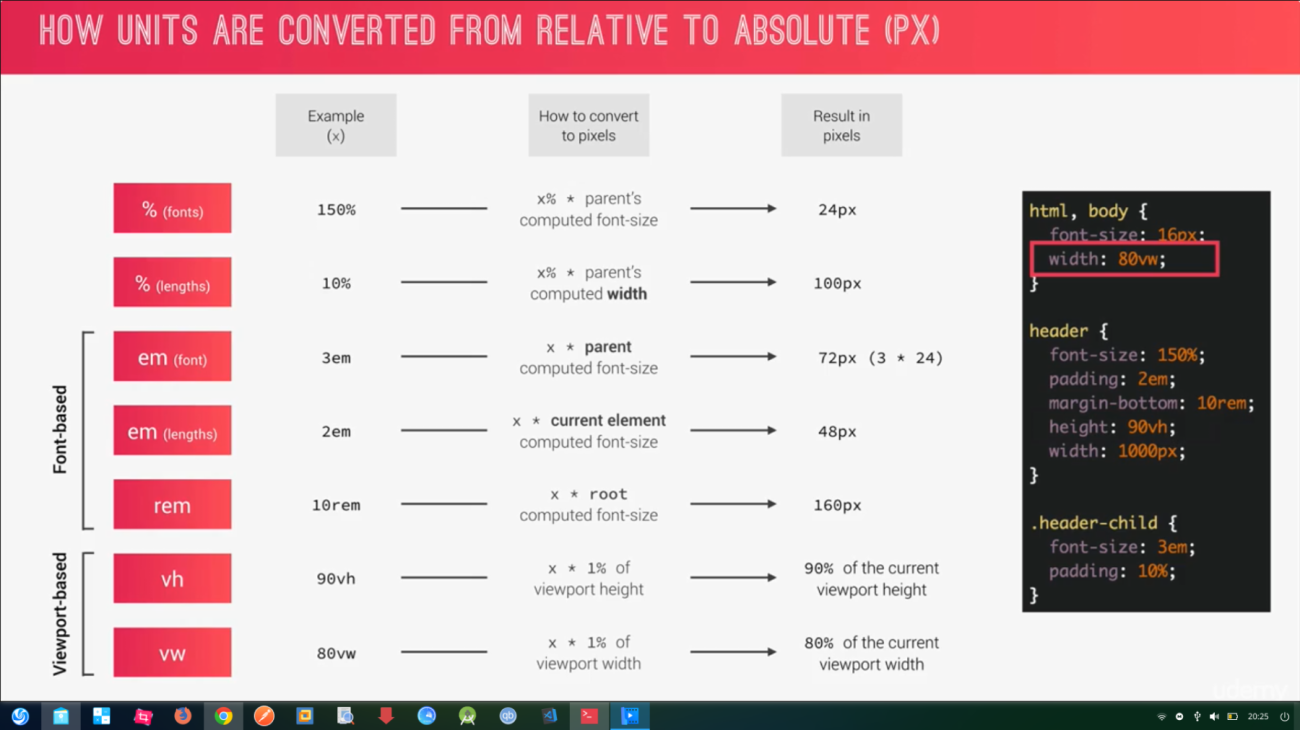 HOW UNITS ARE CONVERTED FROM RELATIVE TO ABSOLUTE (PX)
Example
(x)
How to convert
to pixels
Result in
pixels
% (fonts)
150%
x% * parent's
computed font-size
24px
% (lengths)
10%
x% * parent's
computed width
100px
Font-based
em (font)
3em
x * parent
computed font-size
72px (3 * 24)
em (lengths)
2em
x * current element
computed font-size
48px
rem
10rem
x * root
computed font-size
160px
Viewport-based
vh
90vh
x * 1% of
viewport height
90% of the current
viewport height
vw
80vw
x * 1% of
viewport width
80% of the current
viewport width
html, body {
font-size: 16px;
width: 80vw;
}
header {
font-size: 150%;
padding: 2em;
margin-bottom: 10rem;
height: 90vh;
width: 1000px;
}
.header-child {
font-size: 3em;
padding: 10%;
}
udemy
qb
20:25